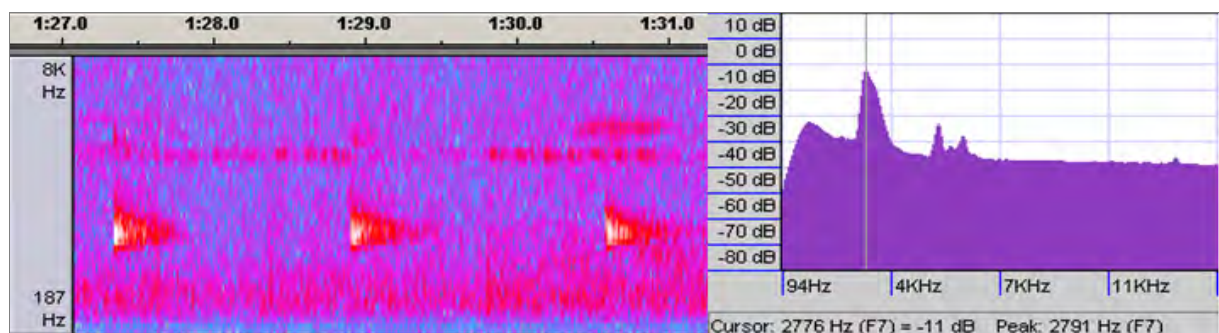 1:27.0 1:28.0 1:29.0 1:30.0 1:31.0
8K
Hz
187
Hz
10 dB
0 dB
-10 dB
-20 dB
-30 dB
-40 dB
-50 dB
-60 dB
-70 dB
-80 dB
94Hz 4KHz 7KHz 11KHz
Cursor: 2776 Hz (F7) = -11 dB Peak: 2791 Hz (F7)